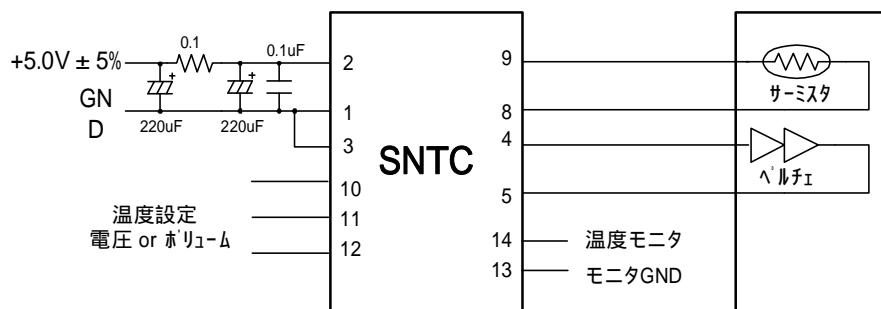 +5.0V ± 5%
0.1
0.1uF
GN
D
220uF
220uF
2
1
3
10
11
12
温度設定
電圧 or ﾎﾞﾘｭｰﾑ
SNTC
9
8
4
5
14
13
サーミスタ
ﾍﾟﾙﾁｪ
温度モニタ
モニタGND
+
+